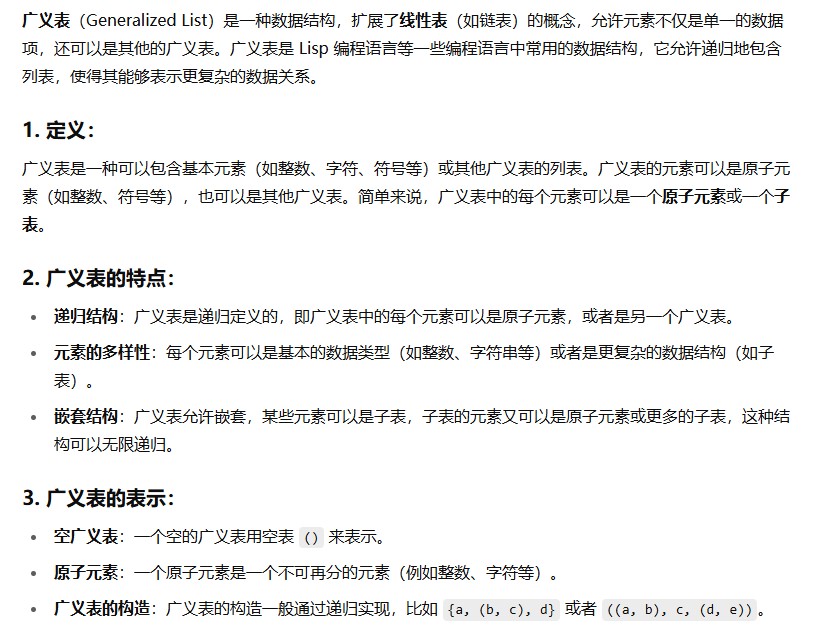 广义表（Generalized List）是一种数据结构，扩展了线性表（如链表）的概念，允许元素不仅是单一的数据
项，还可以是其他的广义表。广义表是 Lisp 编程语言等一些编程语言中常用的数据结构，它允许递归地包含
列表，使得其能够表示更复杂的数据关系。
1. 定义：
广义表是一种可以包含基本元素（如整数、字符、符号等）或其他广义表的列表。广义表的元素可以是原子元
素（如整数、符号等），也可以是其他广义表。简单来说，广义表中的每个元素可以是一个原子元素或一个子
表。
2. 广义表的特点：
• 递归结构：广义表是递归定义的，即广义表中的每个元素可以是原子元素，或者是另一个广义表。
• 元素的多样性：每个元素可以是基本的数据类型（如整数、字符串等）或者是更复杂的数据结构（如子
表）。
• 嵌套结构：广义表允许嵌套，某些元素可以是子表，子表的元素又可以是原子元素或更多的子表，这种结
构可以无限递归。
3. 广义表的表示：
• 空广义表：一个空的广义表用空表 () 来表示。
• 原子元素：一个原子元素是一个不可再分的元素（例如整数、字符等）。
• 广义表的构造：广义表的构造一般通过递归实现，比如 {a, (b, c), d} 或者 ((a, b), c, (d, e))。